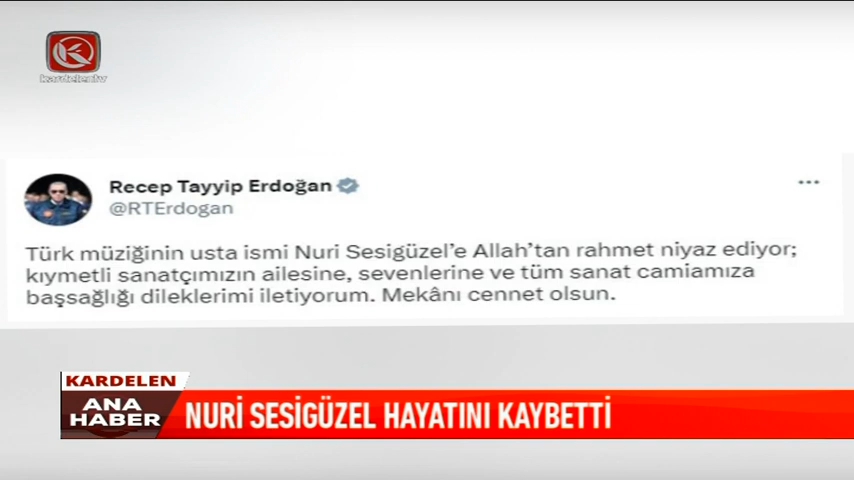 kardelentv
Recep Tayyip Erdoğan
@RTErdogan
Türk müziğinin usta ismi Nuri Sesigüzel’e Allah’tan rahmet niyaz ediyor;
kıymetli sanatçımızın ailesine, sevenlerine ve tüm sanat camiamıza
başsağlığı dileklerimi iletiyorum. Mekânı cennet olsun.
KARDELEN
ANA
HABER
NURİ SESİGÜZEL HAYATINI KAYBETTİ